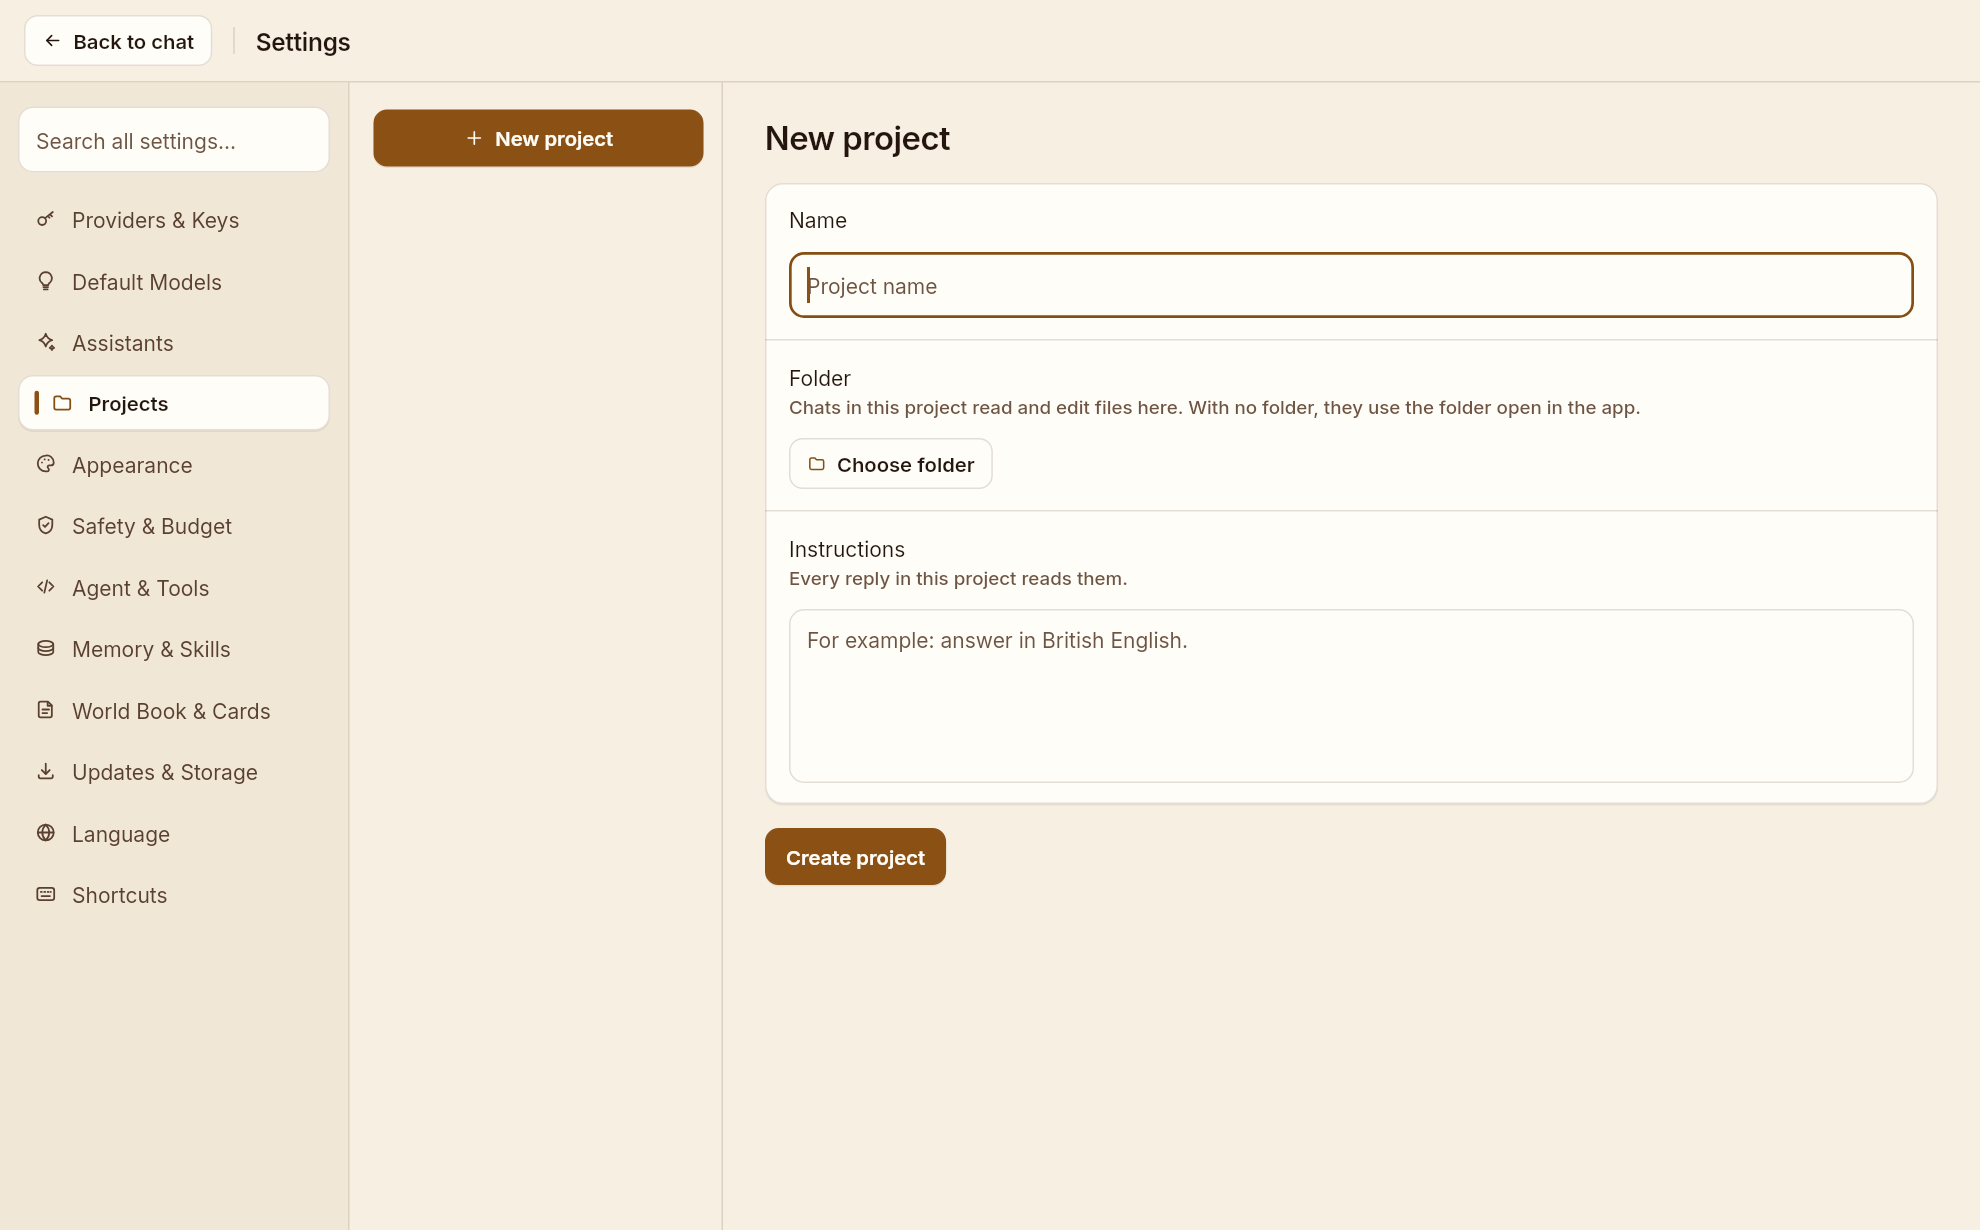 Back to chat
Settings
Search all settings...
Providers & Keys
Default Models
Assistants
Projects
Appearance
Safety & Budget
Agent & Tools
Memory & Skills
World Book & Cards
Updates & Storage
Language
Shortcuts
New project
New project
Name
Project name
Folder
Chats in this project read and edit files here. With no folder, they use the folder open in the app.
Choose folder
Instructions
Every reply in this project reads them.
For example: answer in British English.
Create project